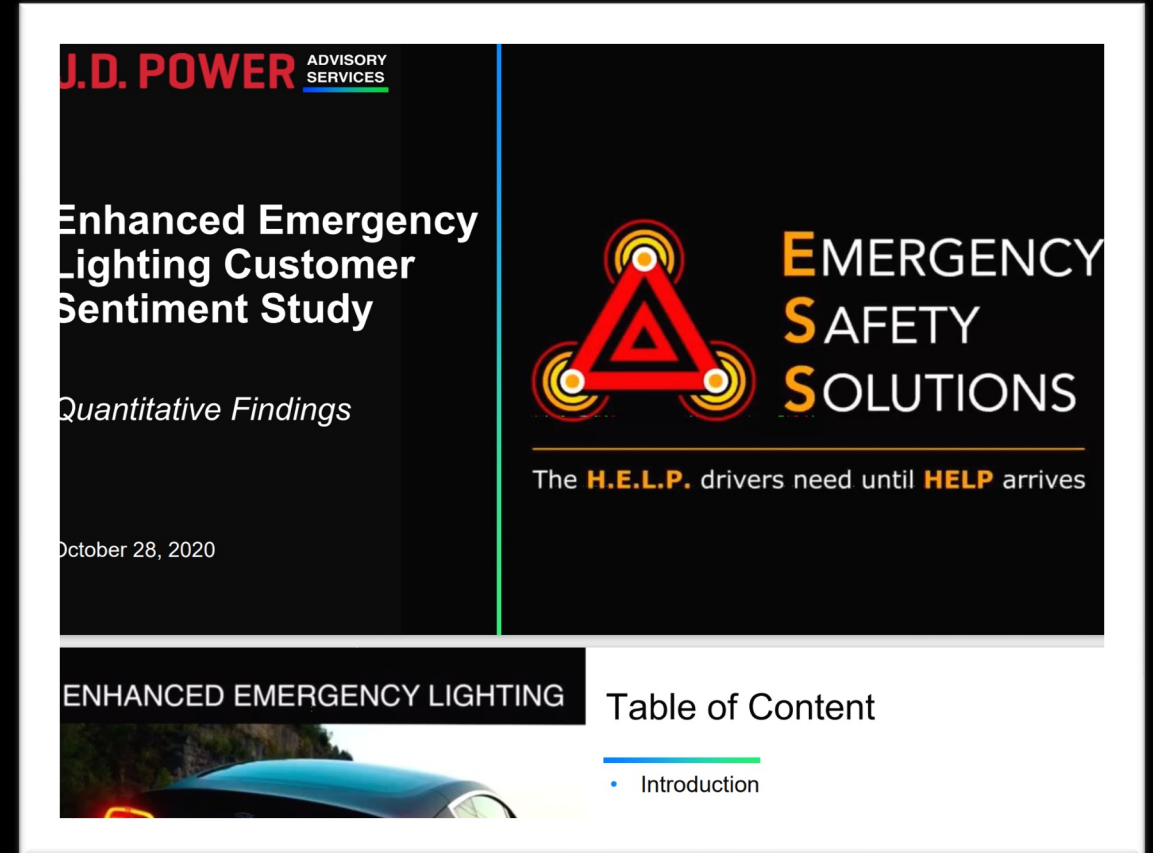 J.D. POWER ADVISORY SERVICES
Enhanced Emergency
Lighting Customer
Sentiment Study
Quantitative Findings
October 28, 2020
EMERGENCY
SAFETY
SOLUTIONS
The H.E.L.P. drivers need until HELP arrives
ENHANCED EMERGENCY LIGHTING
Table of Content
• Introduction